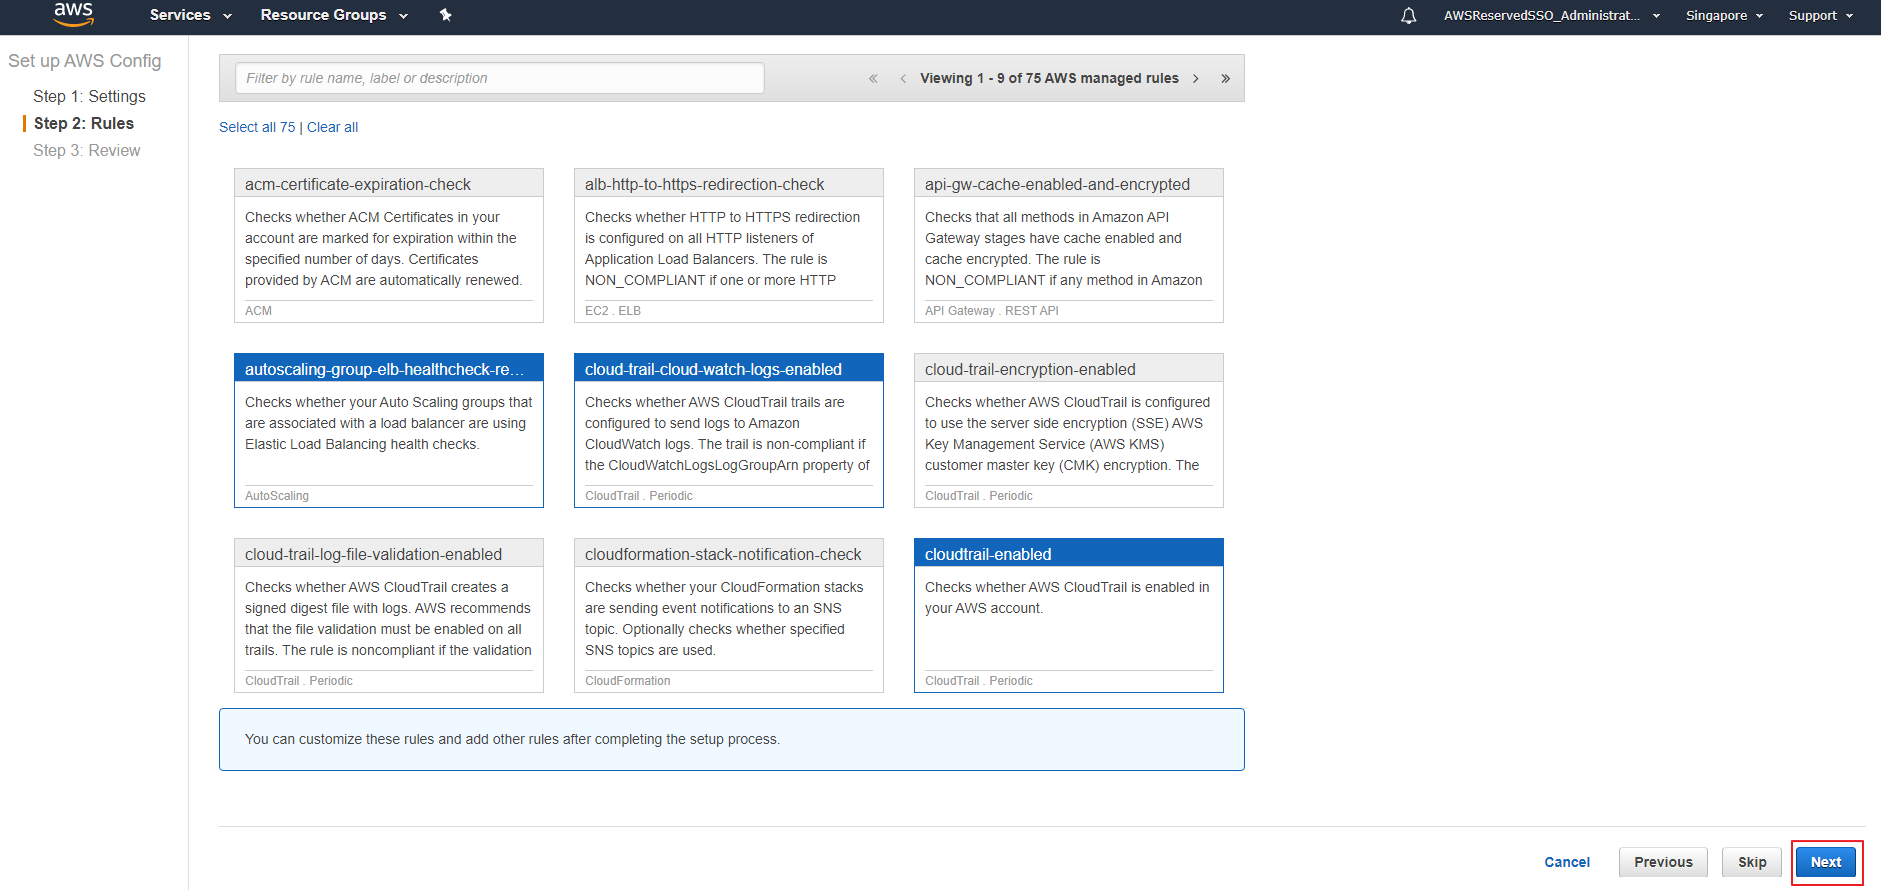 aws Services Resource Groups AWSReservedSSO_Administrat... Singapore Support
Set up AWS Config
Step 1: Settings
Step 2: Rules
Step 3: Review
Filter by rule name, label or description
« ‹ Viewing 1 - 9 of 75 AWS managed rules › »
Select all 75 | Clear all
acm-certificate-expiration-check
Checks whether ACM Certificates in your
account are marked for expiration within the
specified number of days. Certificates
provided by ACM are automatically renewed.
ACM
alb-http-to-https-redirection-check
Checks whether HTTP to HTTPS redirection
is configured on all HTTP listeners of
Application Load Balancers. The rule is
NON_COMPLIANT if one or more HTTP
EC2 . ELB
api-gw-cache-enabled-and-encrypted
Checks that all methods in Amazon API
Gateway stages have cache enabled and
cache encrypted. The rule is
NON_COMPLIANT if any method in Amazon
API Gateway . REST API
autoscaling-group-elb-healthcheck-re...
Checks whether your Auto Scaling groups that
are associated with a load balancer are using
Elastic Load Balancing health checks.
AutoScaling
cloud-trail-cloud-watch-logs-enabled
Checks whether AWS CloudTrail trails are
configured to send logs to Amazon
CloudWatch logs. The trail is non-compliant if
the CloudWatchLogsLogGroupArn property of
CloudTrail . Periodic
cloud-trail-encryption-enabled
Checks whether AWS CloudTrail is configured
to use the server side encryption (SSE) AWS
Key Management Service (AWS KMS)
customer master key (CMK) encryption. The
CloudTrail . Periodic
cloud-trail-log-file-validation-enabled
Checks whether AWS CloudTrail creates a
signed digest file with logs. AWS recommends
that the file validation must be enabled on all
trails. The rule is noncompliant if the validation
CloudTrail . Periodic
cloudformation-stack-notification-check
Checks whether your CloudFormation stacks
are sending event notifications to an SNS
topic. Optionally checks whether specified
SNS topics are used.
CloudFormation
cloudtrail-enabled
Checks whether AWS CloudTrail is enabled in
your AWS account.
CloudTrail . Periodic
You can customize these rules and add other rules after completing the setup process.
Cancel Previous Skip Next